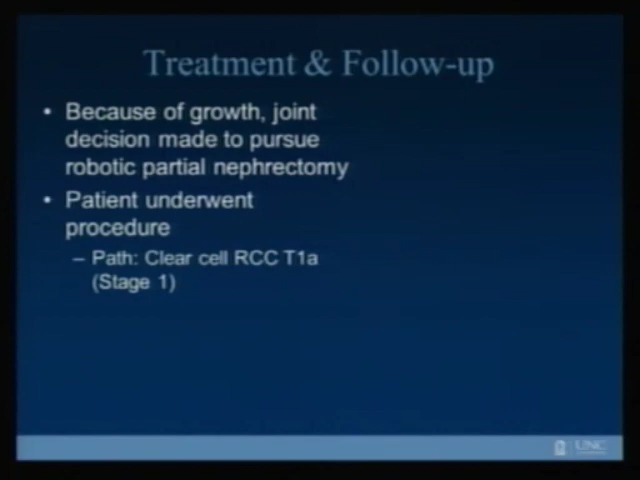 Treatment & Follow-up
• Because of growth, joint
decision made to pursue
robotic partial nephrectomy
• Patient underwent
procedure
– Path: Clear cell RCC T1a
(Stage 1)
UNC